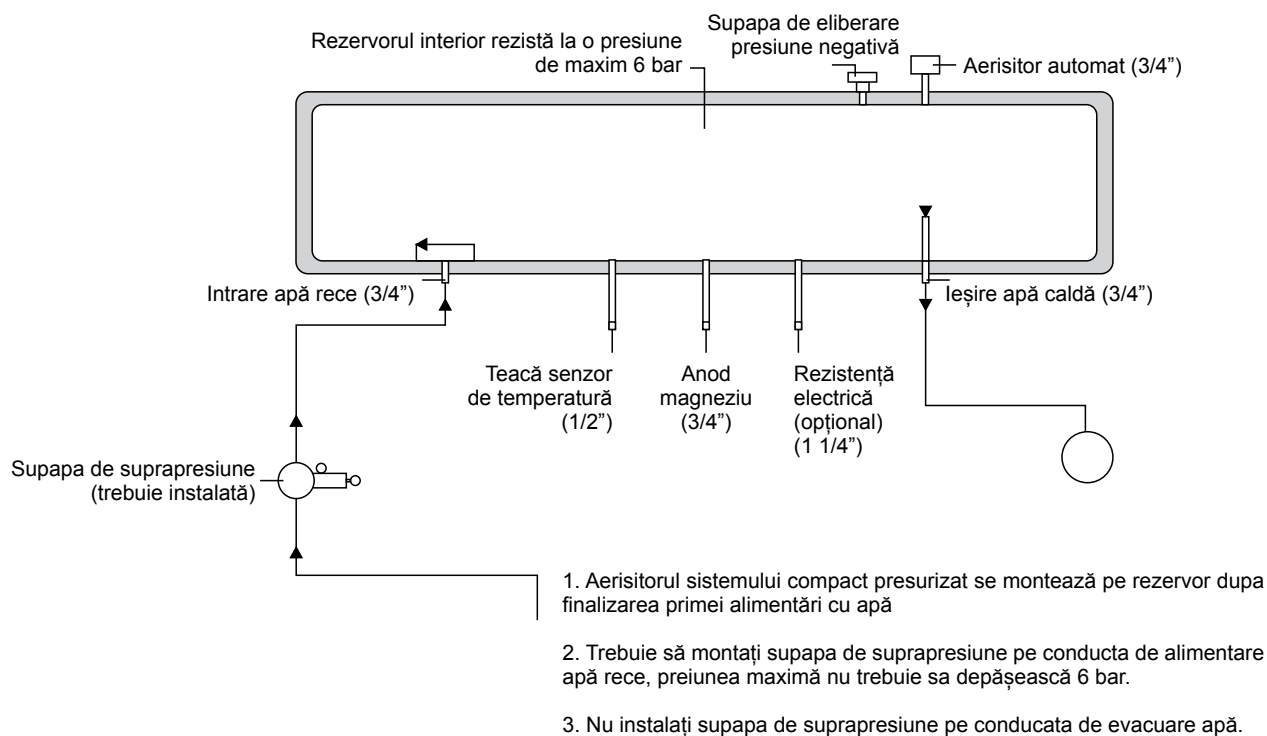 Supapa de eliberare
presiune negativă
Rezervorul interior rezistă la o presiune
de maxim 6 bar
Aerisitor automat (3/4”)
Intrare apă rece (3/4”)
Ieșire apă caldă (3/4”)
Teacă senzor
de temperatură
(1/2”)
Anod
magneziu
(3/4”)
Rezistență
electrică
(opțional)
(1 1/4”)
Supapa de suprapresiune
(trebuie instalată)
1. Aerisitorul sistemului compact presurizat se montează pe rezervor dupa
finalizarea primei alimentări cu apă
2. Trebuie să montați supapa de suprapresiune pe conducta de alimentare
apă rece, preiunea maximă nu trebuie sa depășească 6 bar.
3. Nu instalați supapa de suprapresiune pe conducata de evacuare apă.